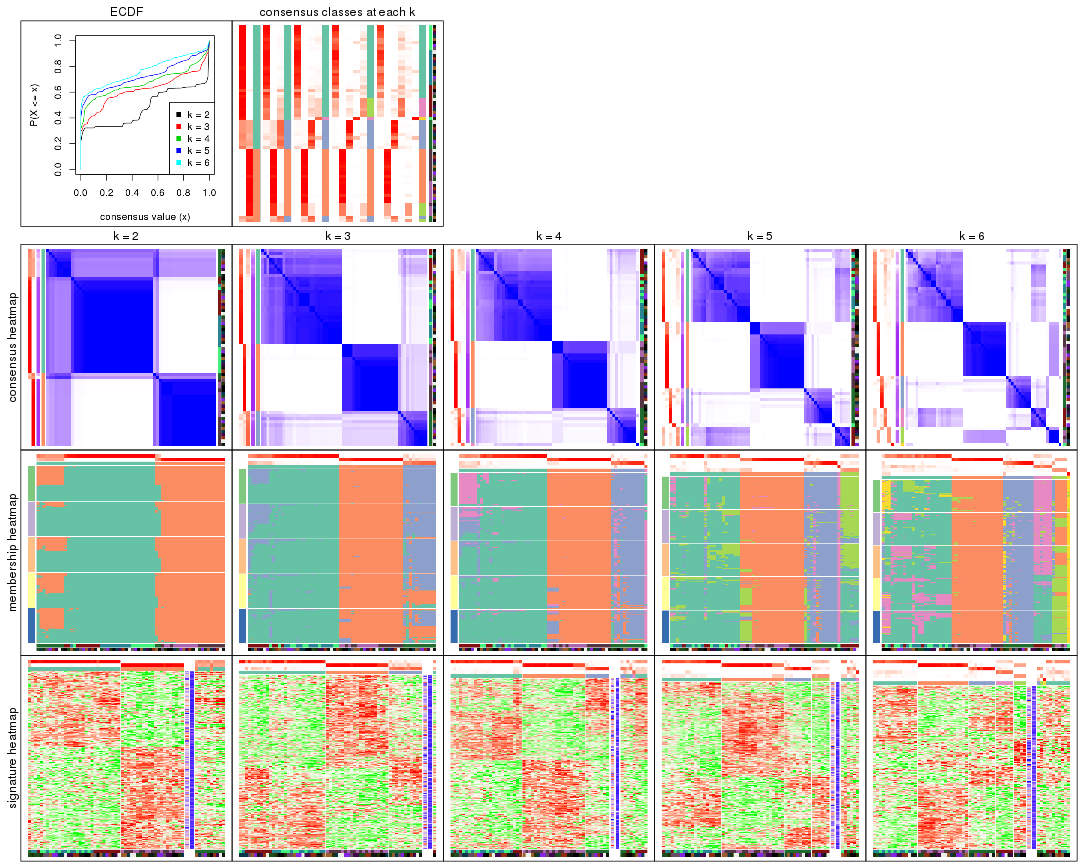 ECDF
consensus classes at each k
P(X <= x)
0.0 0.2 0.4 0.6 0.8 1.0
k = 2
k = 3
k = 4
k = 5
k = 6
0.0 0.2 0.4 0.6 0.8 1.0
consensus value (x)
k = 2
k = 3
k = 4
k = 5
k = 6
consensus heatmap
membership heatmap
signature heatmap